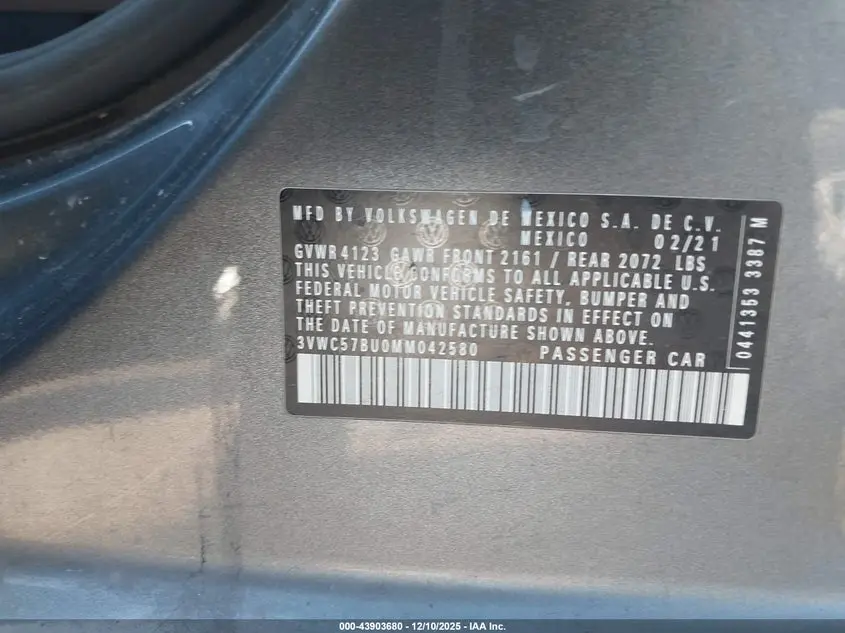 MFD BY VOLKSWAGEN DE MEXICO S.A. DE C.V.
MEXICO 02/21
GVWR 4123 GAWR FRONT 2161 / REAR 2072 LBS
THIS VEHICLE CONFORMS TO ALL APPLICABLE U.S.
FEDERAL MOTOR VEHICLE SAFETY, BUMPER AND
THEFT PREVENTION STANDARDS IN EFFECT ON
THE DATE OF MANUFACTURE SHOWN ABOVE.
3VWC57BU0MM042580 PASSENGER CAR
0441353 3387 M
000-43903680 - 12/10/2025 - IAA Inc.